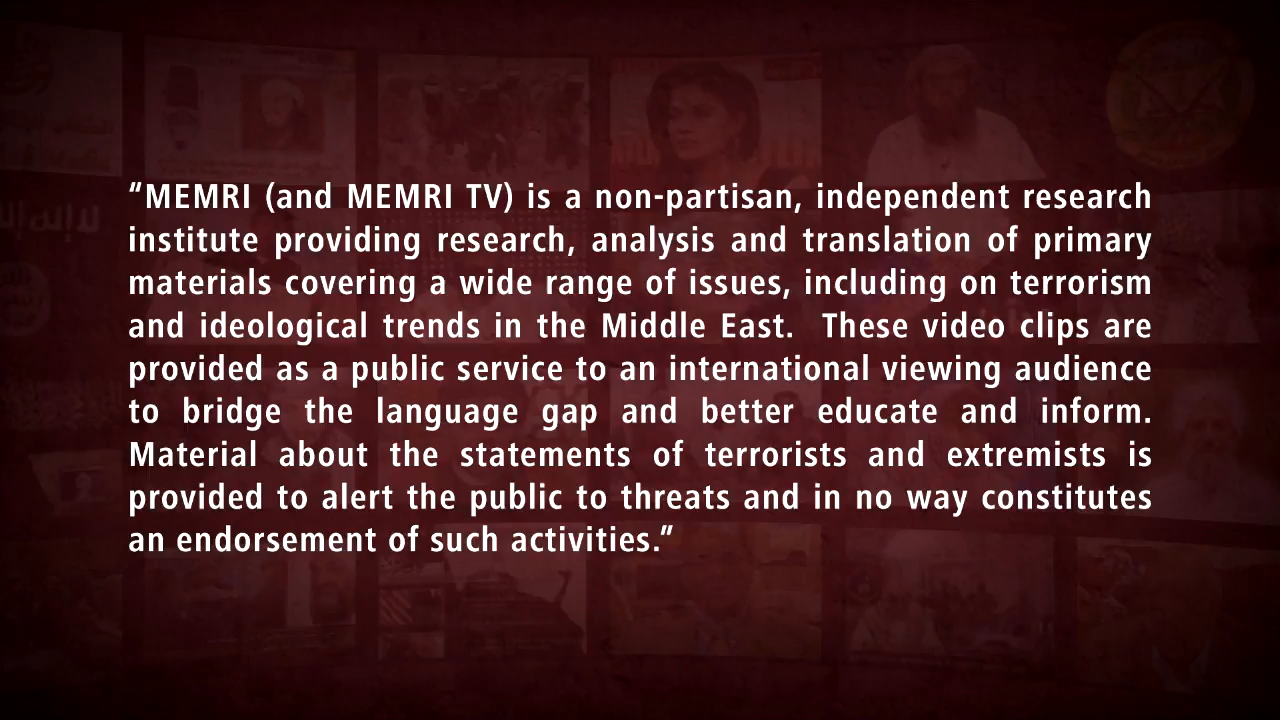 “MEMRI (and MEMRI TV) is a non-partisan, independent research
institute providing research, analysis and translation of primary
materials covering a wide range of issues, including on terrorism
and ideological trends in the Middle East.  These video clips are
provided as a public service to an international viewing audience
to bridge the language gap and better educate and inform.
Material about the statements of terrorists and extremists is
provided to alert the public to threats and in no way constitutes
an endorsement of such activities.”